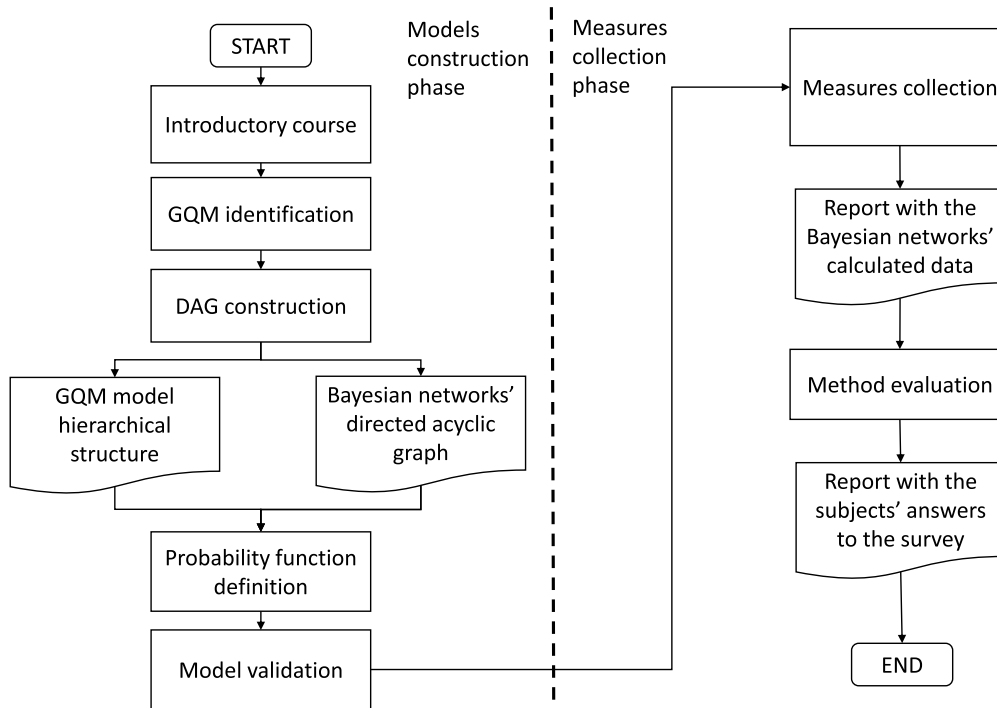 START
Models
construction
phase
Introductory course
GQM identification
DAG construction
GQM model
hierarchical
structure
Bayesian networks’
directed acyclic
graph
Probability function
definition
Model validation
Measures
collection
phase
Measures collection
Report with the
Bayesian networks’
calculated data
Method evaluation
Report with the
subjects’ answers
to the survey
END